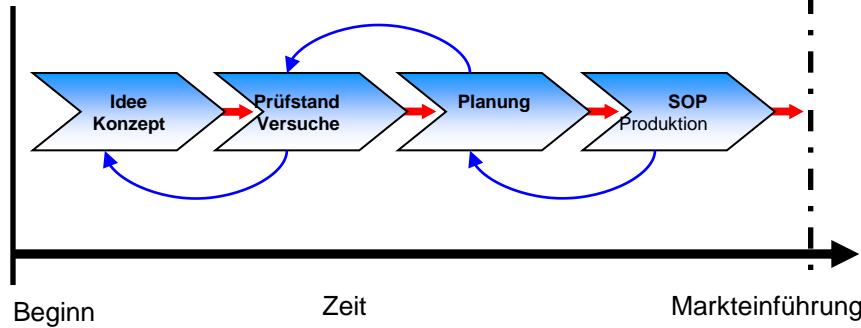 Idee
Konzept
Prüfstand
Versuche
Planung
SOP
Produktion
Beginn
Zeit
Markteinführung